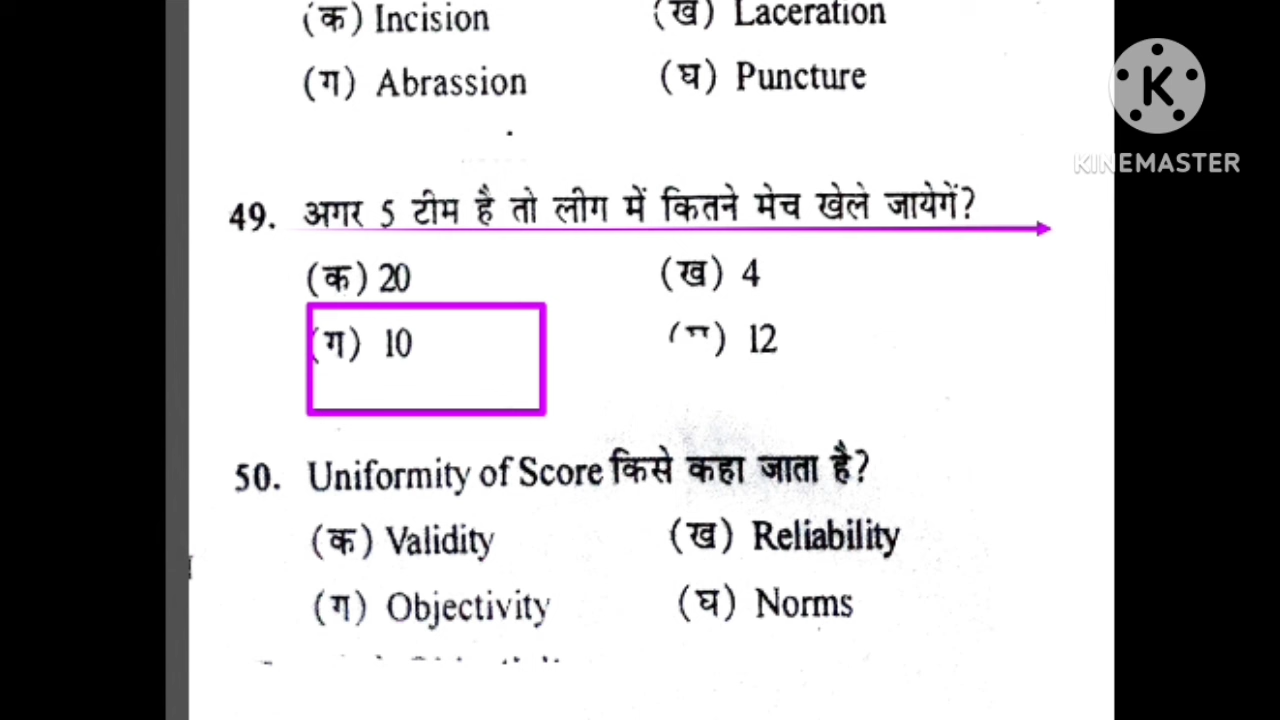 (क) Incision (ख) Laceration
(ग) Abrassion (घ) Puncture
K
KINEMASTER
49. अगर 5 टीम है तो लीग में कितने मेच खेले जायेगें?
(क) 20 (ख) 4
(ग) 10 12
50. Uniformity of Score किसे कहा जाता है?
(क) Validity (ख) Reliability
(ग) Objectivity (घ) Norms